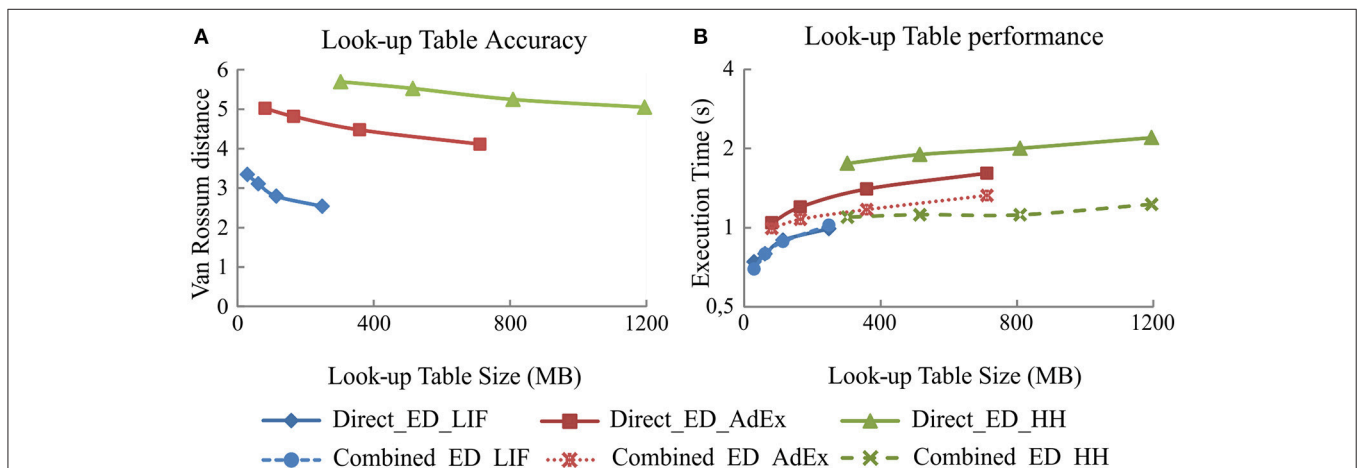 A
Look-up Table Accuracy
Van Rossum distance
6
5
4
3
2
1
0
0 400 800 1200
Look-up Table Size (MB)
B
Look-up Table performance
Execution Time (s)
4
2
1
0,5
0 400 800 1200
Look-up Table Size (MB)
Direct_ED_LIF Direct_ED_AdEx Direct_ED_HH
Combined_ED_LIF Combined_ED_AdEx Combined_ED_HH